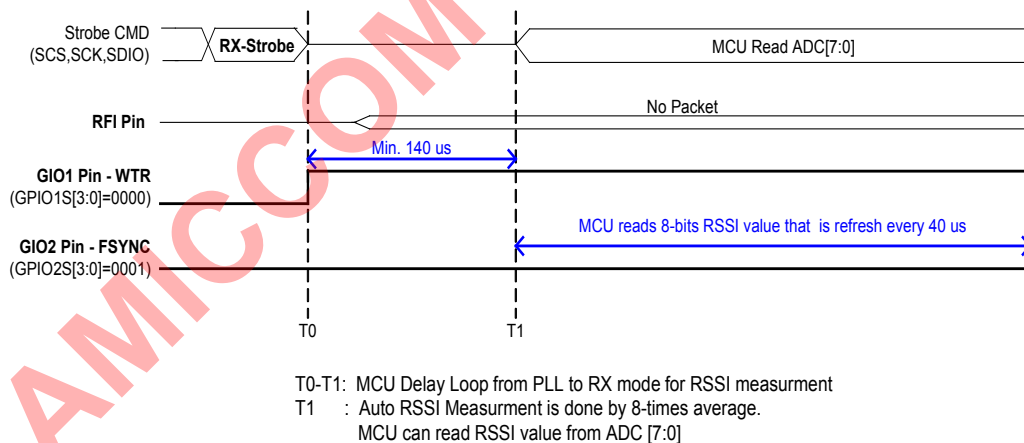 Strobe CMD
(SCS,SCK,SDIO)
RX-Strobe
MCU Read ADC[7:0]
RFI Pin
No Packet
Min. 140 us
GIO1 Pin - WTR
(GPIO1S[3:0]=0000)
MCU reads 8-bits RSSI value that is refresh every 40 us
GIO2 Pin - FSYNC
(GPIO2S[3:0]=0001)
T0
T1
T0-T1: MCU Delay Loop from PLL to RX mode for RSSI measurment
T1 : Auto RSSI Measurment is done by 8-times average.
MCU can read RSSI value from ADC [7:0]
AMICCOM